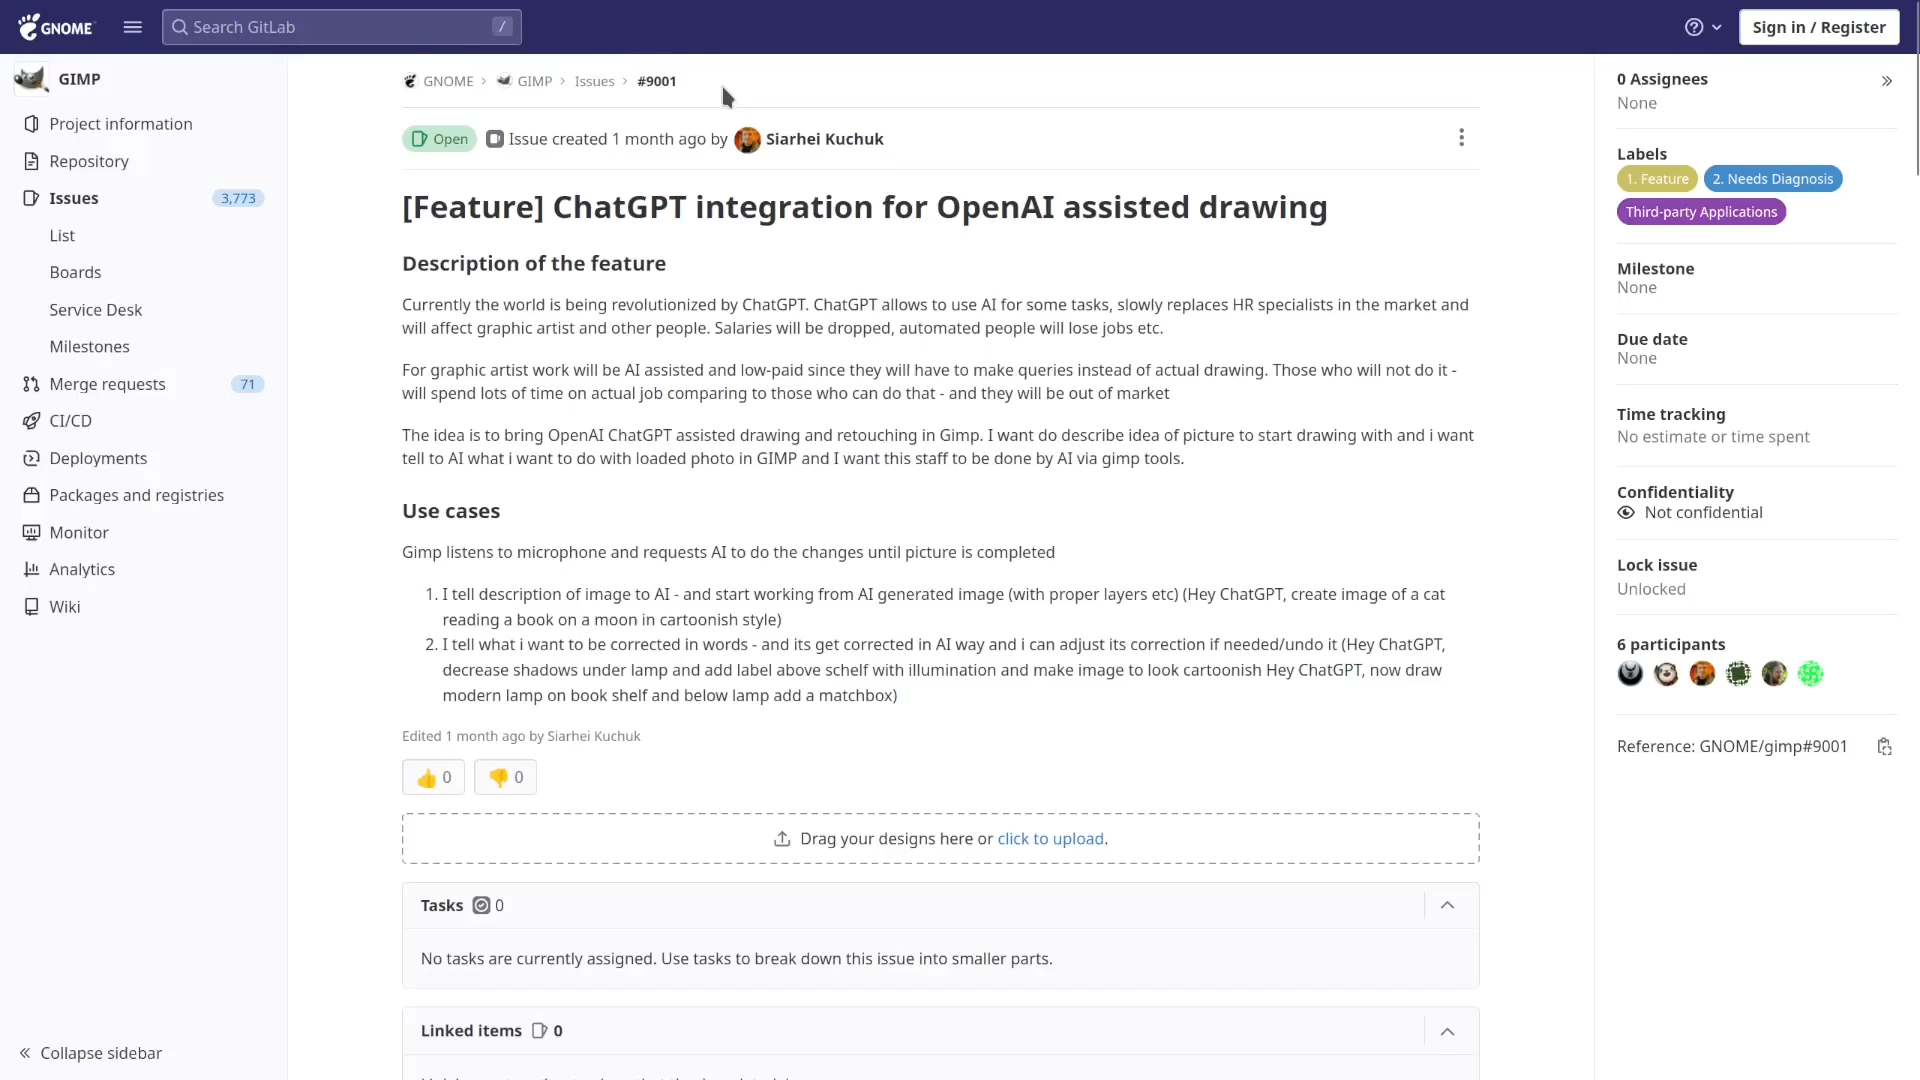 GNOME
Search GitLab
/
Sign in / Register
GIMP
Project information
Repository
Issues 3,773
List
Boards
Service Desk
Milestones
Merge requests 71
CI/CD
Deployments
Packages and registries
Monitor
Analytics
Wiki
Collapse sidebar
GNOME › GIMP › Issues › #9001
Open Issue created 1 month ago by Siarhei Kuchuk
[Feature] ChatGPT integration for OpenAI assisted drawing
Description of the feature
Currently the world is being revolutionized by ChatGPT. ChatGPT allows to use AI for some tasks, slowly replaces HR specialists in the market and
will affect graphic artist and other people. Salaries will be dropped, automated people will lose jobs etc.
For graphic artist work will be AI assisted and low-paid since they will have to make queries instead of actual drawing. Those who will not do it -
will spend lots of time on actual job comparing to those who can do that - and they will be out of market
The idea is to bring OpenAI ChatGPT assisted drawing and retouching in Gimp. I want do describe idea of picture to start drawing with and i want
tell to AI what i want to do with loaded photo in GIMP and I want this staff to be done by AI via gimp tools.
Use cases
Gimp listens to microphone and requests AI to do the changes until picture is completed
1. I tell description of image to AI - and start working from AI generated image (with proper layers etc) (Hey ChatGPT, create image of a cat
reading a book on a moon in cartoonish style)
2. I tell what i want to be corrected in words - and its get corrected in AI way and i can adjust its correction if needed/undo it (Hey ChatGPT,
decrease shadows under lamp and add label above schelf with illumination and make image to look cartoonish Hey ChatGPT, now draw
modern lamp on book shelf and below lamp add a matchbox)
Edited 1 month ago by Siarhei Kuchuk
👍 0 👎 0
Drag your designs here or click to upload.
Tasks 0
No tasks are currently assigned. Use tasks to break down this issue into smaller parts.
Linked items 0
0 Assignees
None
Labels
1. Feature 2. Needs Diagnosis
Third-party Applications
Milestone
None
Due date
None
Time tracking
No estimate or time spent
Confidentiality
Not confidential
Lock issue
Unlocked
6 participants
Reference: GNOME/gimp#9001